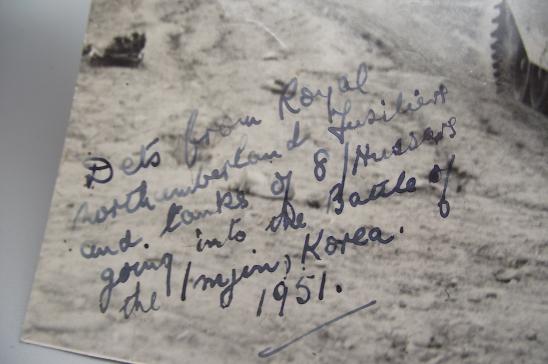 Dets from Royal
Northumberland Fusiliers
and. tanks of 8/Hussars
going into the Battle of
the Imjin, Korea.
1951.